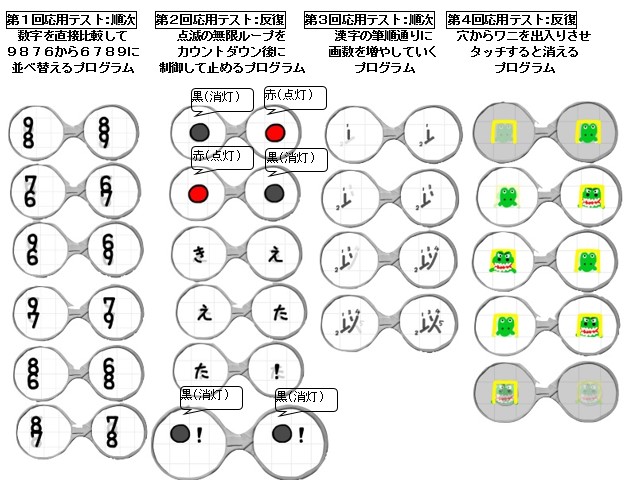 第1回応用テスト:順次
数字を直接比較して
９８７６から６７８９に
並べ替えるプログラム
9 8
8 9
7 6
6 7
9 6
6 9
9 7
7 9
8 6
6 8
8 7
7 8
第2回応用テスト:反復
点滅の無限ループを
カウントダウン後に
制御して止めるプログラム
黒(消灯)
赤(点灯)
赤(点灯)
黒(消灯)
き え
え た
た !
黒(消灯)
黒(消灯)
! !
第3回応用テスト:順次
漢字の筆順通りに
画数を増やしていく
プログラム
第4回応用テスト:反復
穴からワニを出入りさせ
タッチすると消える
プログラム